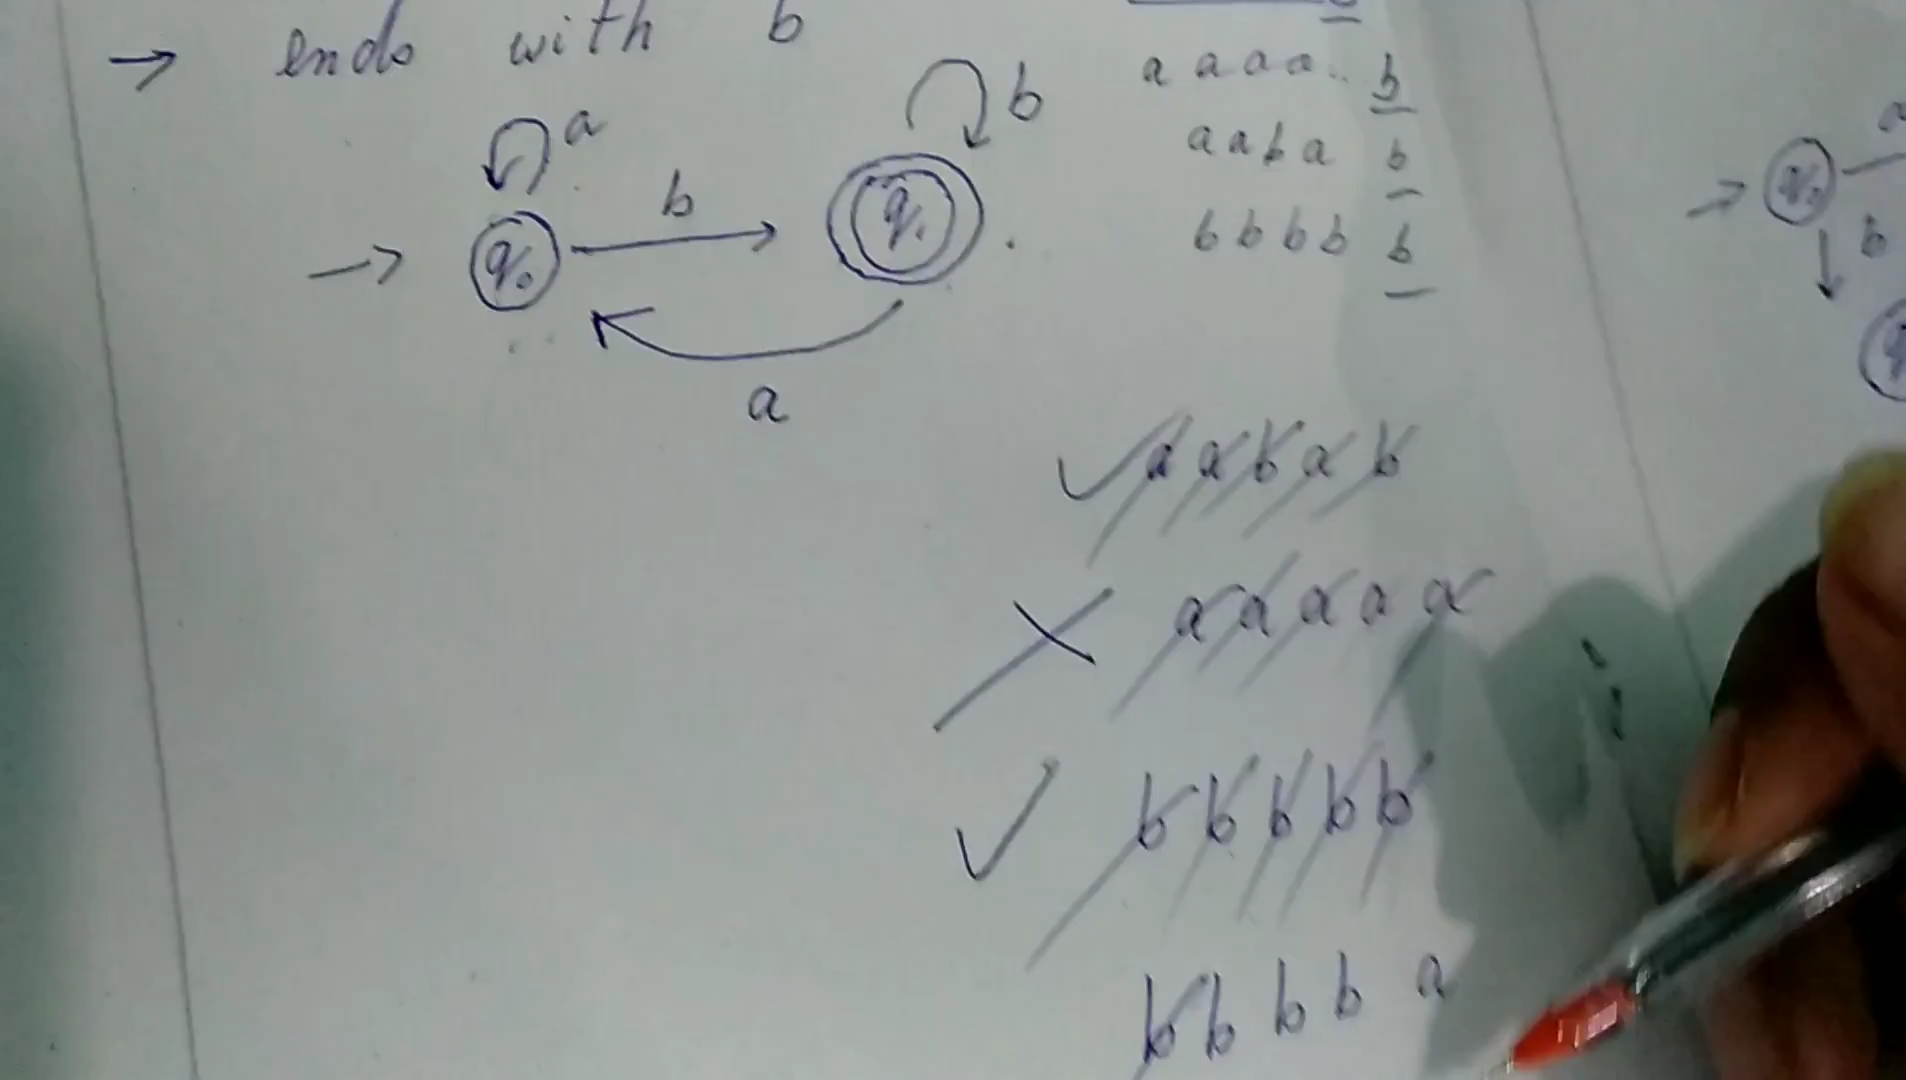 → ends with b
a a a a .. b
a a b a b
b b b b b
a
b
b
→ q0 b q1
a
a a b a b
a a a a a
b b b b b
b b b b a
→ q0 a
b
q